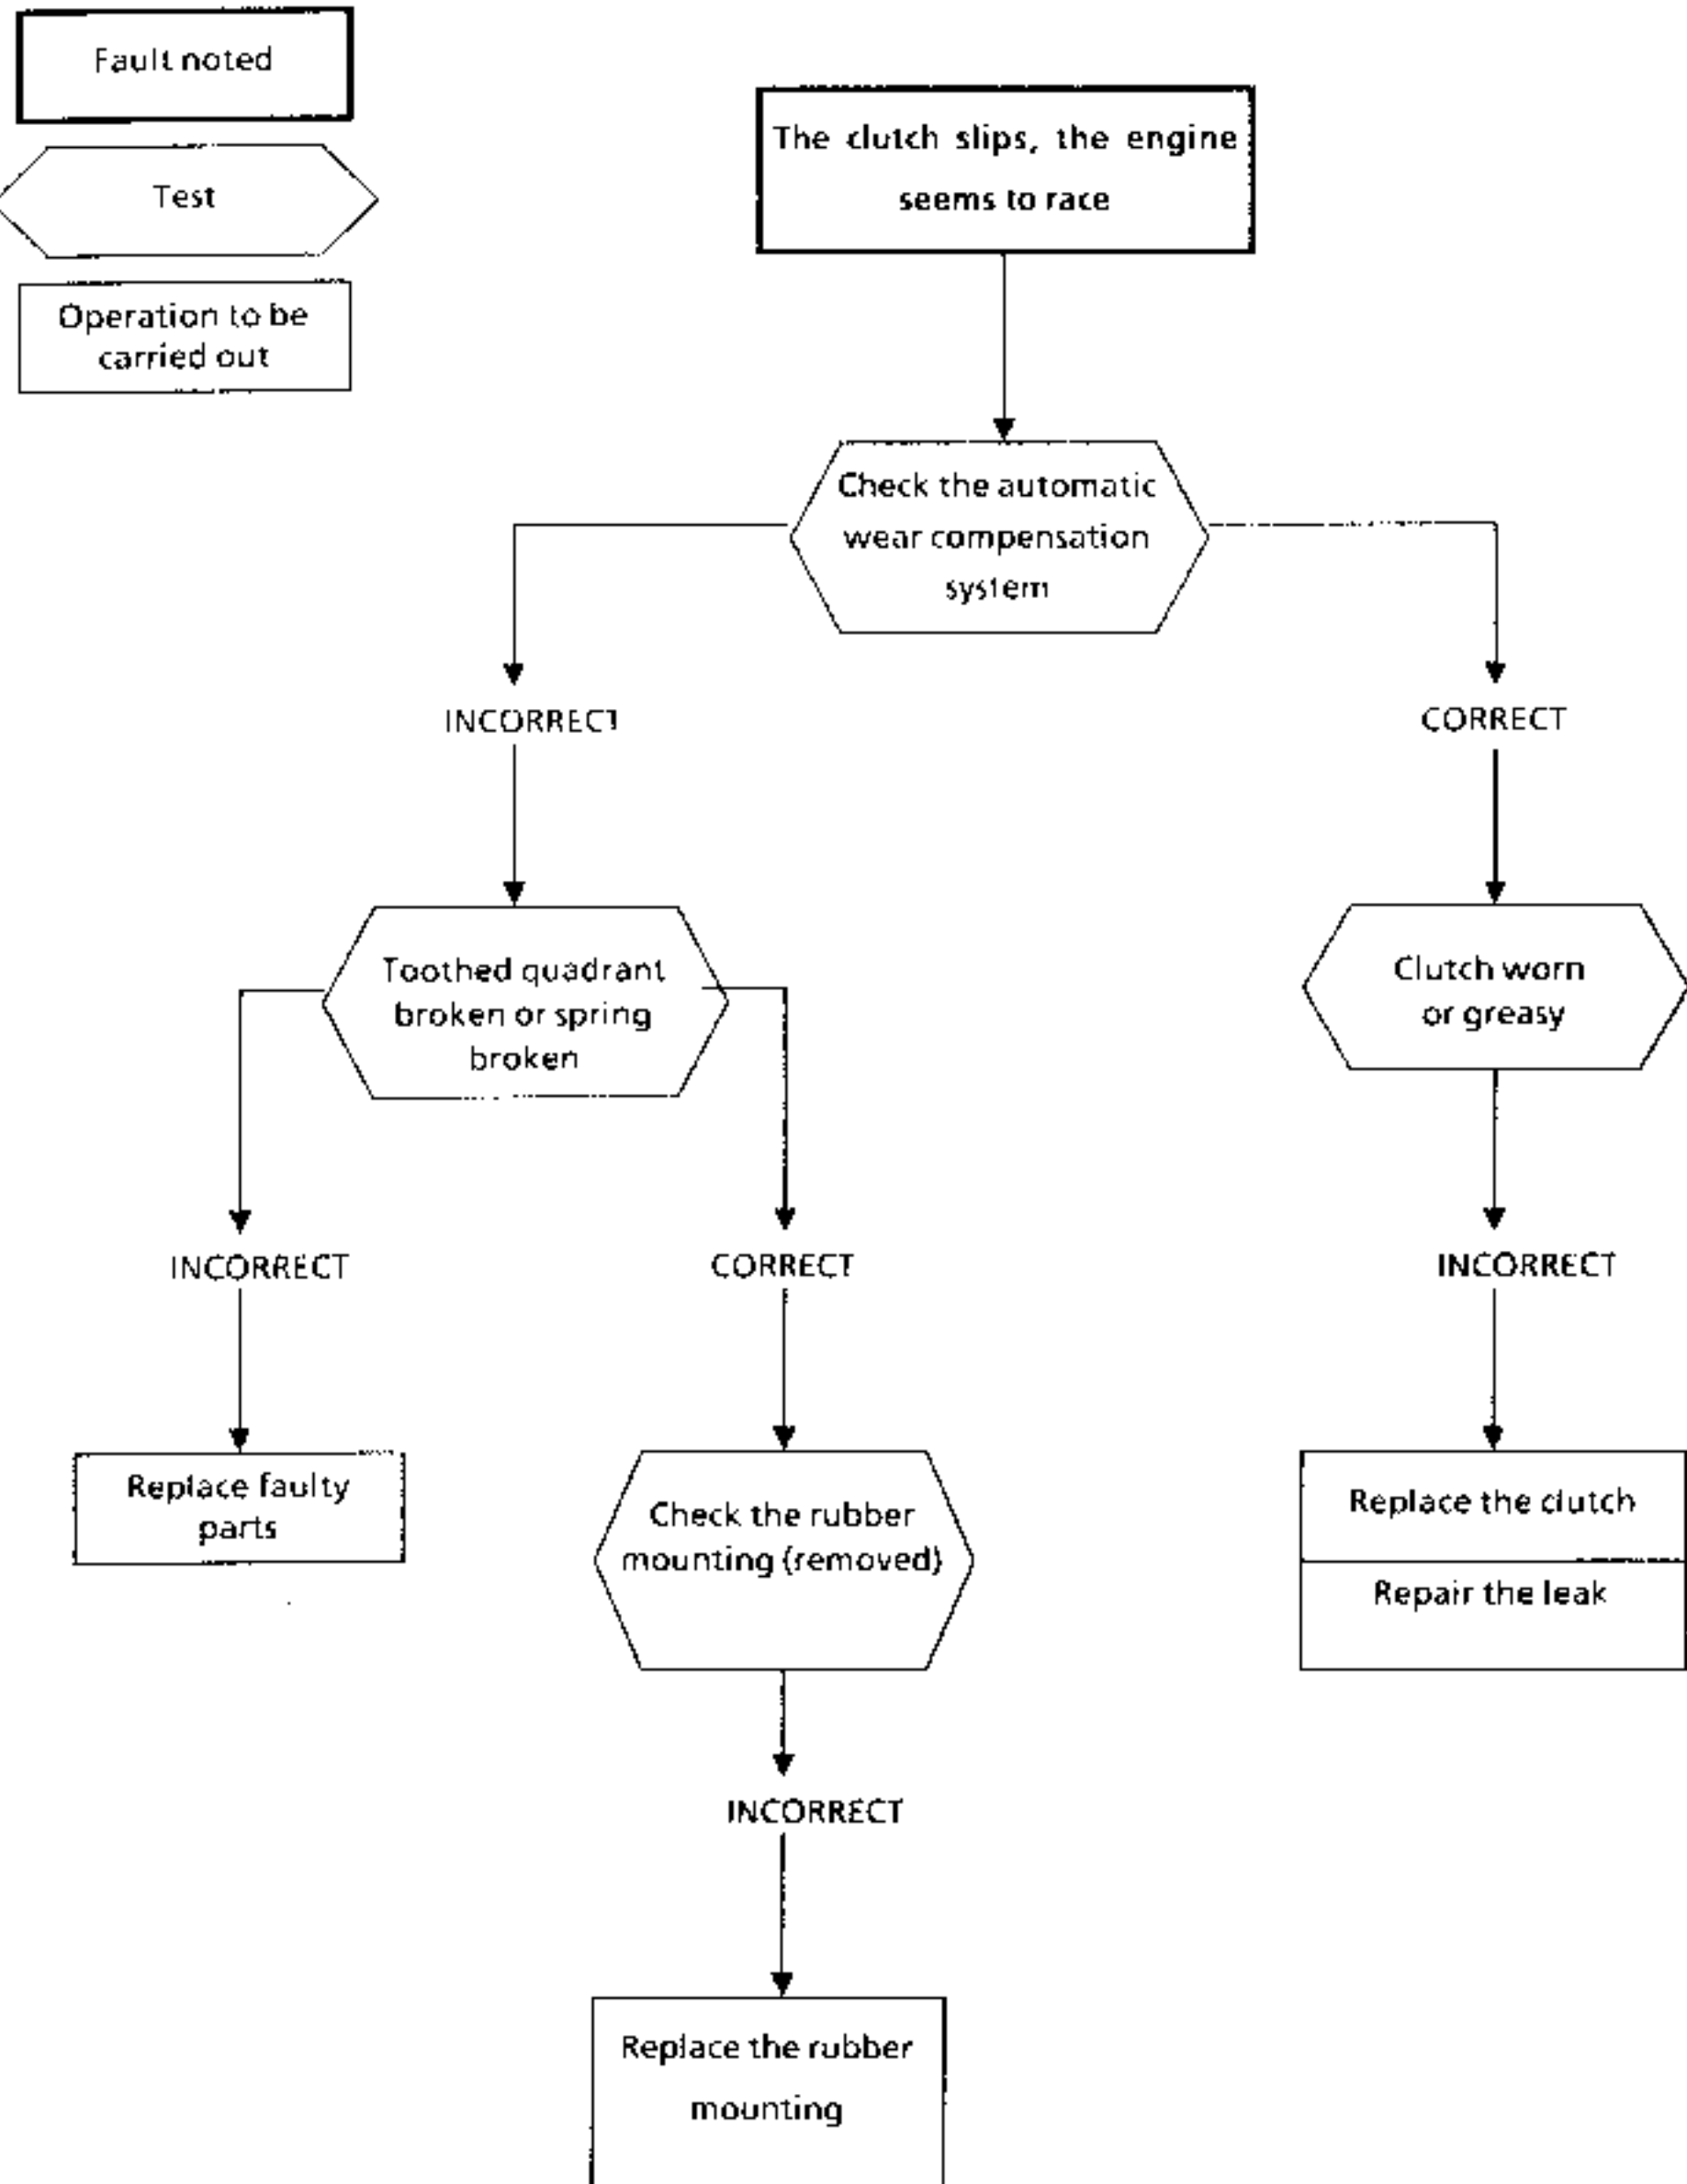 Fault noted
Test
Operation to be
carried out
The clutch slips, the engine
seems to race
Check the automatic
wear compensation
system
INCORRECT
CORRECT
Toothed quadrant
broken or spring
broken
Clutch worn
or greasy
INCORRECT
CORRECT
INCORRECT
Replace faulty
parts
Check the rubber
mounting (removed)
Replace the clutch
Repair the leak
INCORRECT
Replace the rubber
mounting